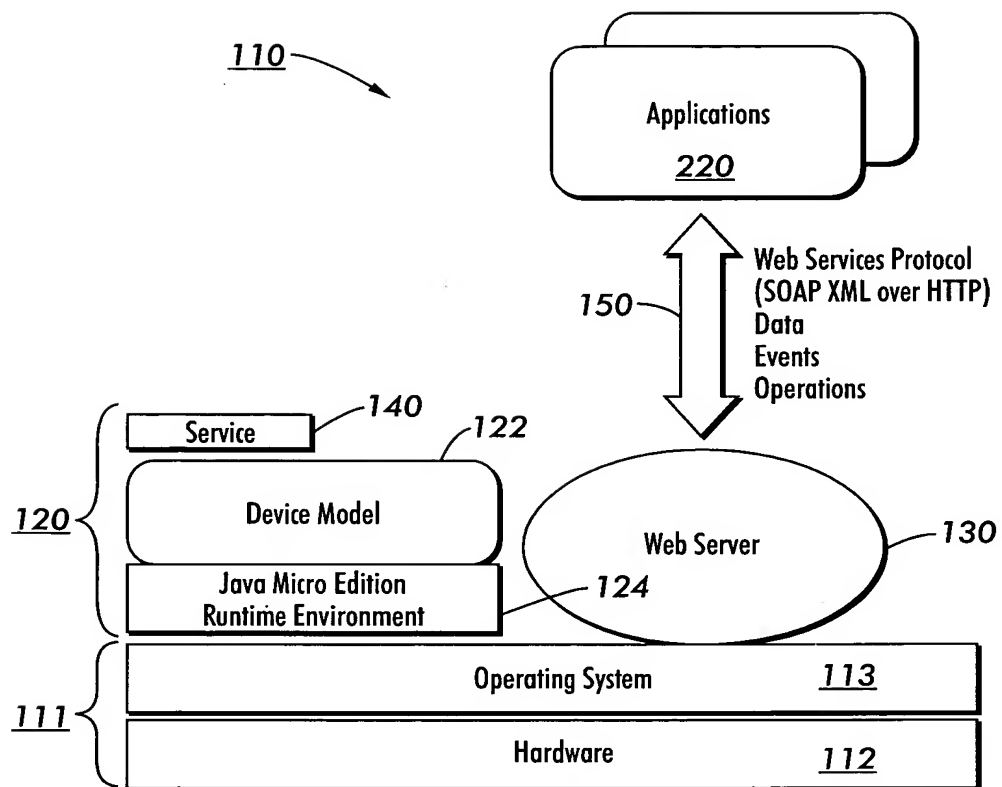 110
Applications
220
150
Web Services Protocol
(SOAP XML over HTTP)
Data
Events
Operations
140
Service
122
120
Device Model
Web Server
130
Java Micro Edition
Runtime Environment
124
111
Operating System
113
Hardware
112